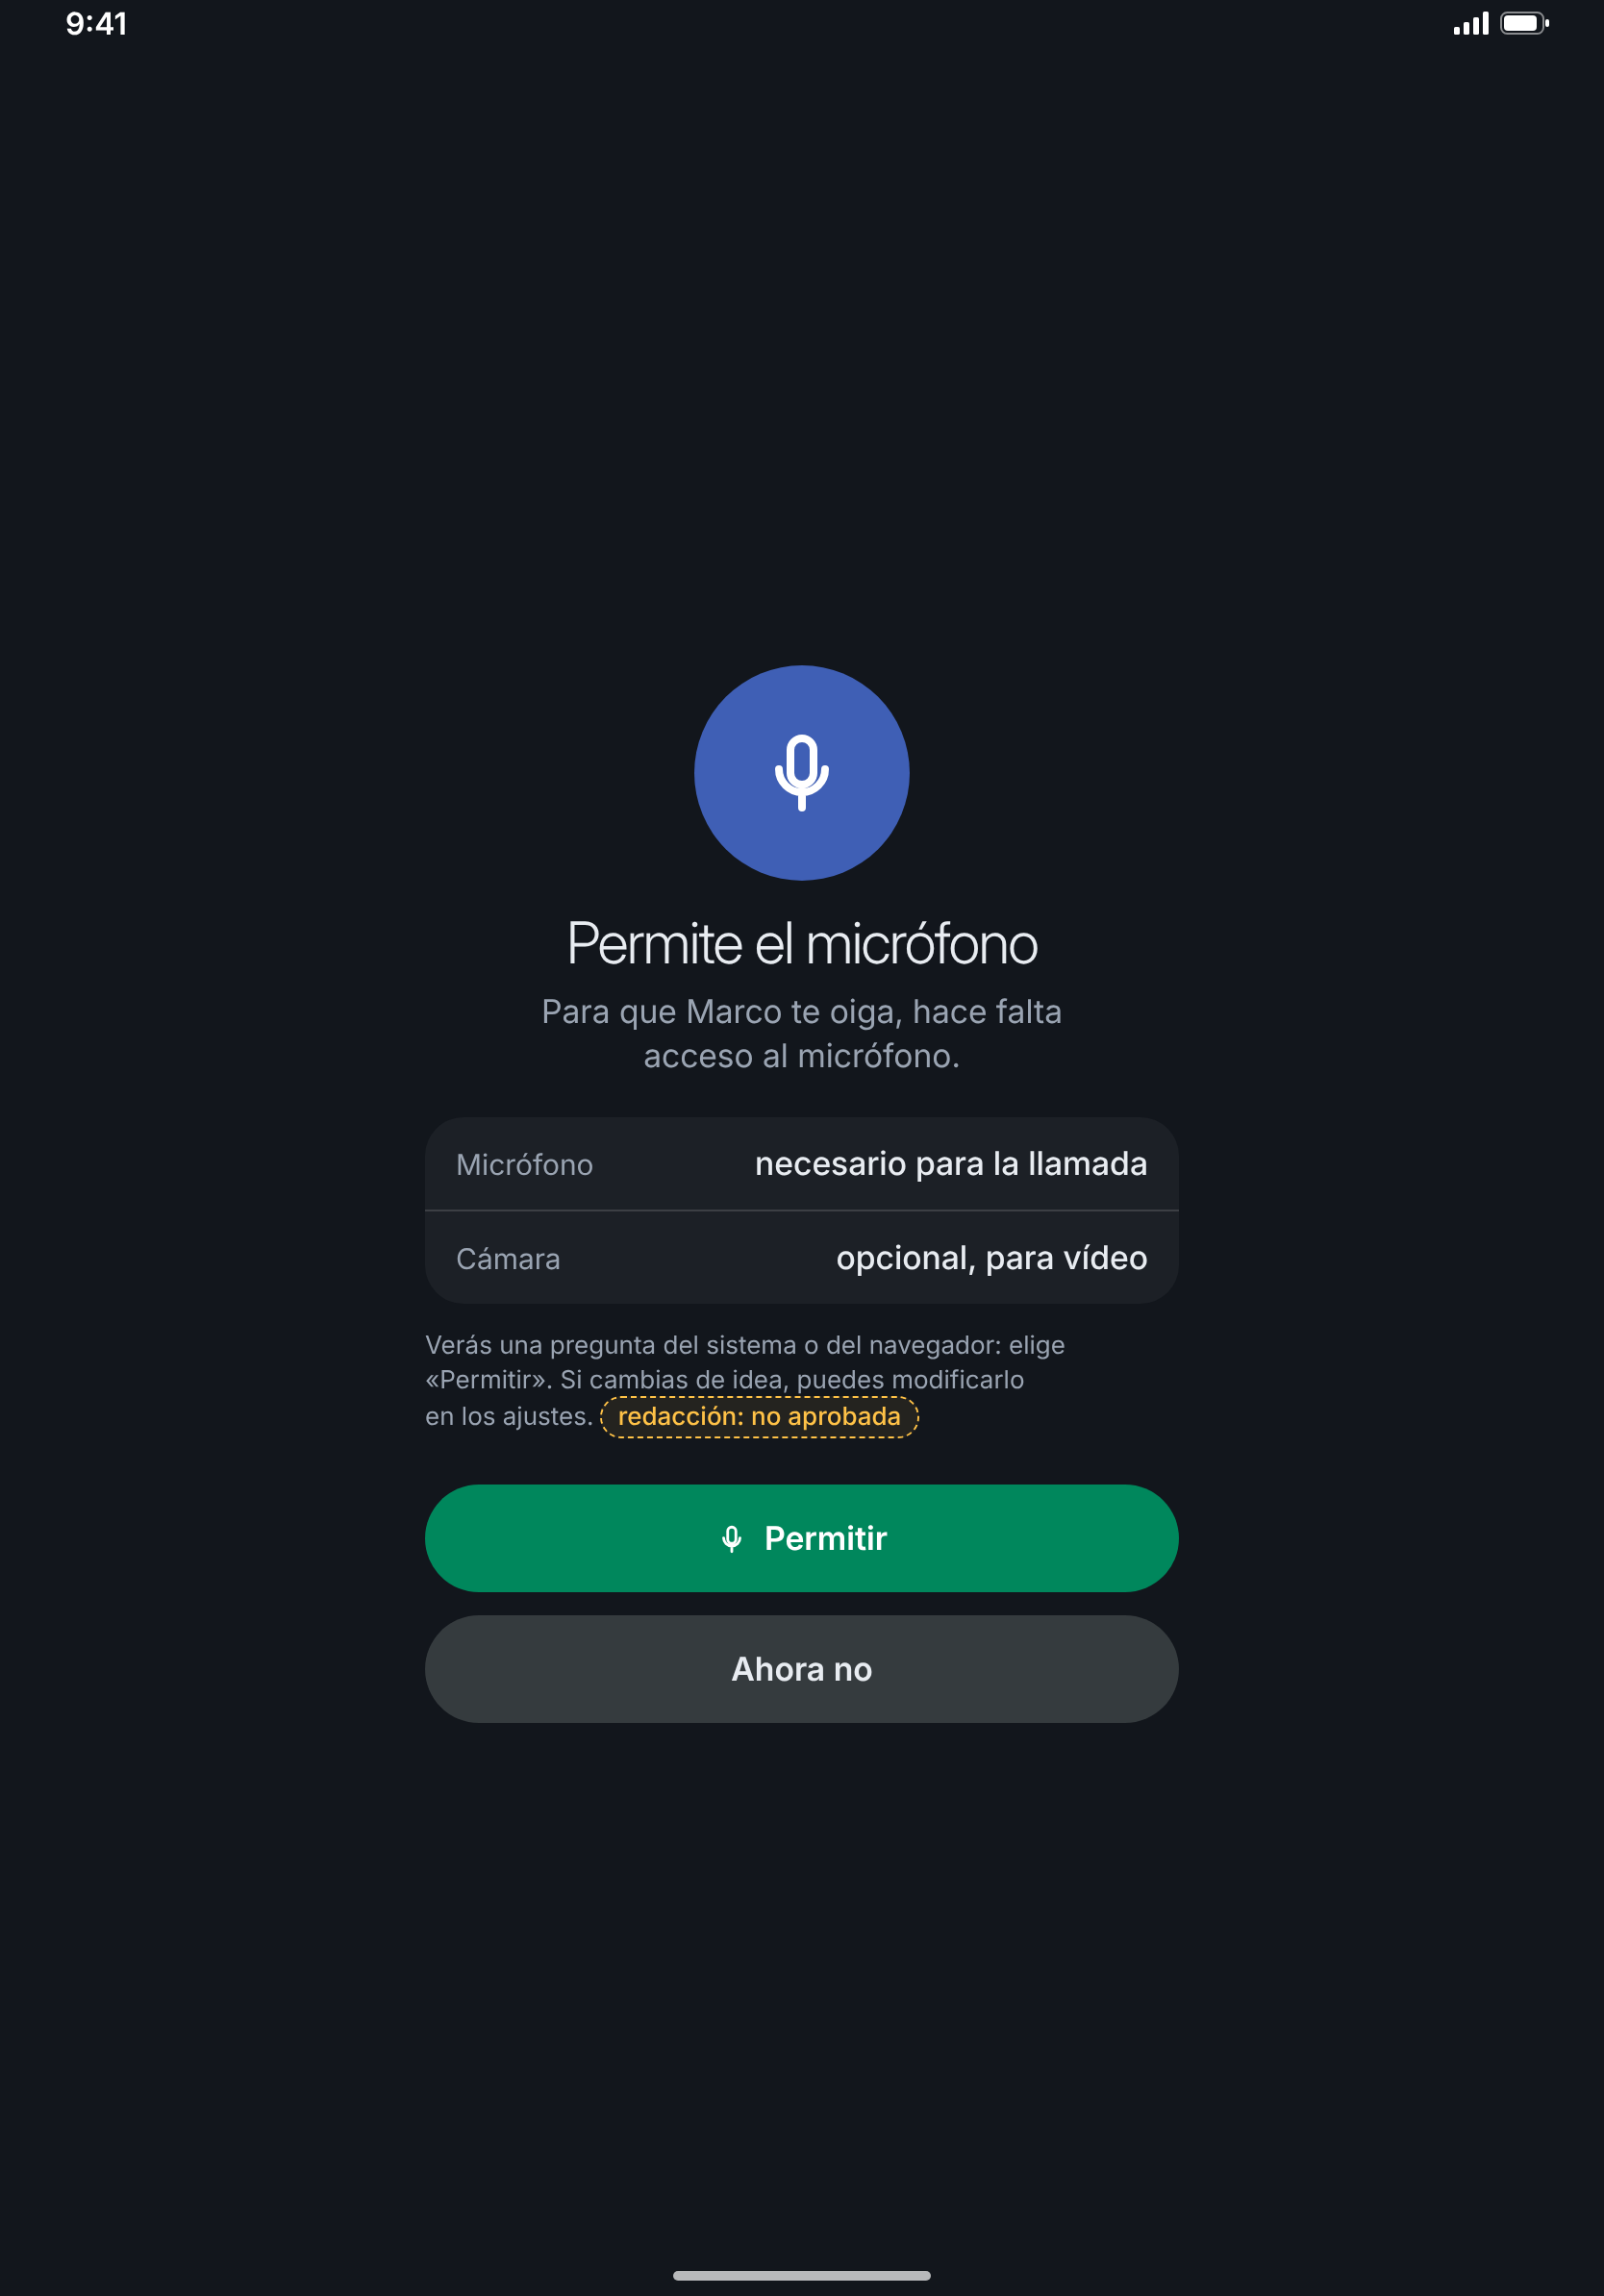 9:41
Permite el micrófono
Para que Marco te oiga, hace falta
acceso al micrófono.
Micrófono necesario para la llamada
Cámara opcional, para vídeo
Verás una pregunta del sistema o del navegador: elige
«Permitir». Si cambias de idea, puedes modificarlo
en los ajustes. redacción: no aprobada
Permitir
Ahora no